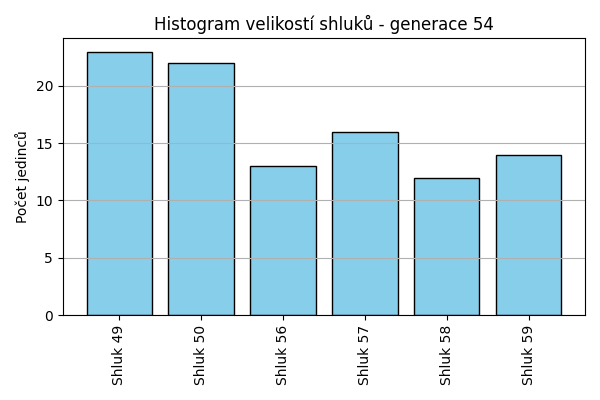 Histogram velikostí shluků - generace 54
Počet jedinců
20
15
10
5
0
Shluk 49
Shluk 50
Shluk 56
Shluk 57
Shluk 58
Shluk 59